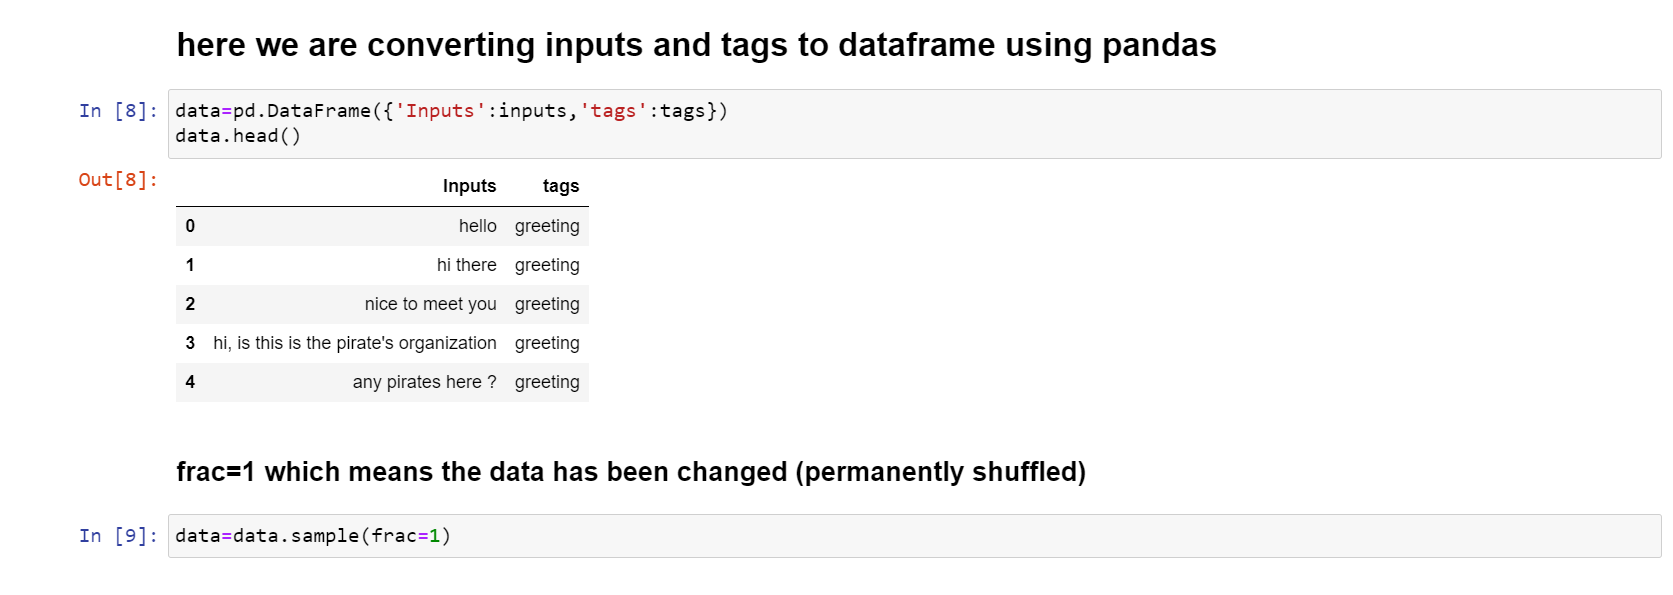 here we are converting inputs and tags to dataframe using pandas
In [8]: data=pd.DataFrame({'Inputs':inputs,'tags':tags})
data.head()
Out[8]:
Inputs tags
0 hello greeting
1 hi there greeting
2 nice to meet you greeting
3 hi, is this is the pirate's organization greeting
4 any pirates here ? greeting
frac=1 which means the data has been changed (permanently shuffled)
In [9]: data=data.sample(frac=1)